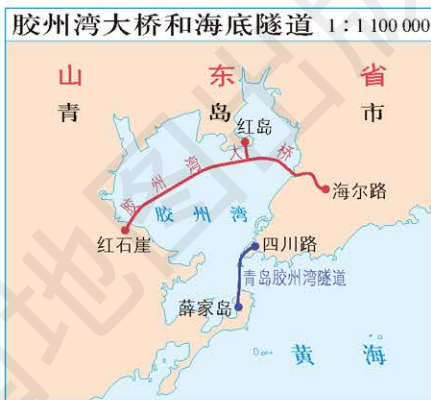 胶州湾大桥和海底隧道 1:1 100 000
山 东 省
青 岛 市
红岛
胶州湾大桥
海尔路
胶州湾
红石崖
四川路
青岛胶州湾隧道
薛家岛
黄 海